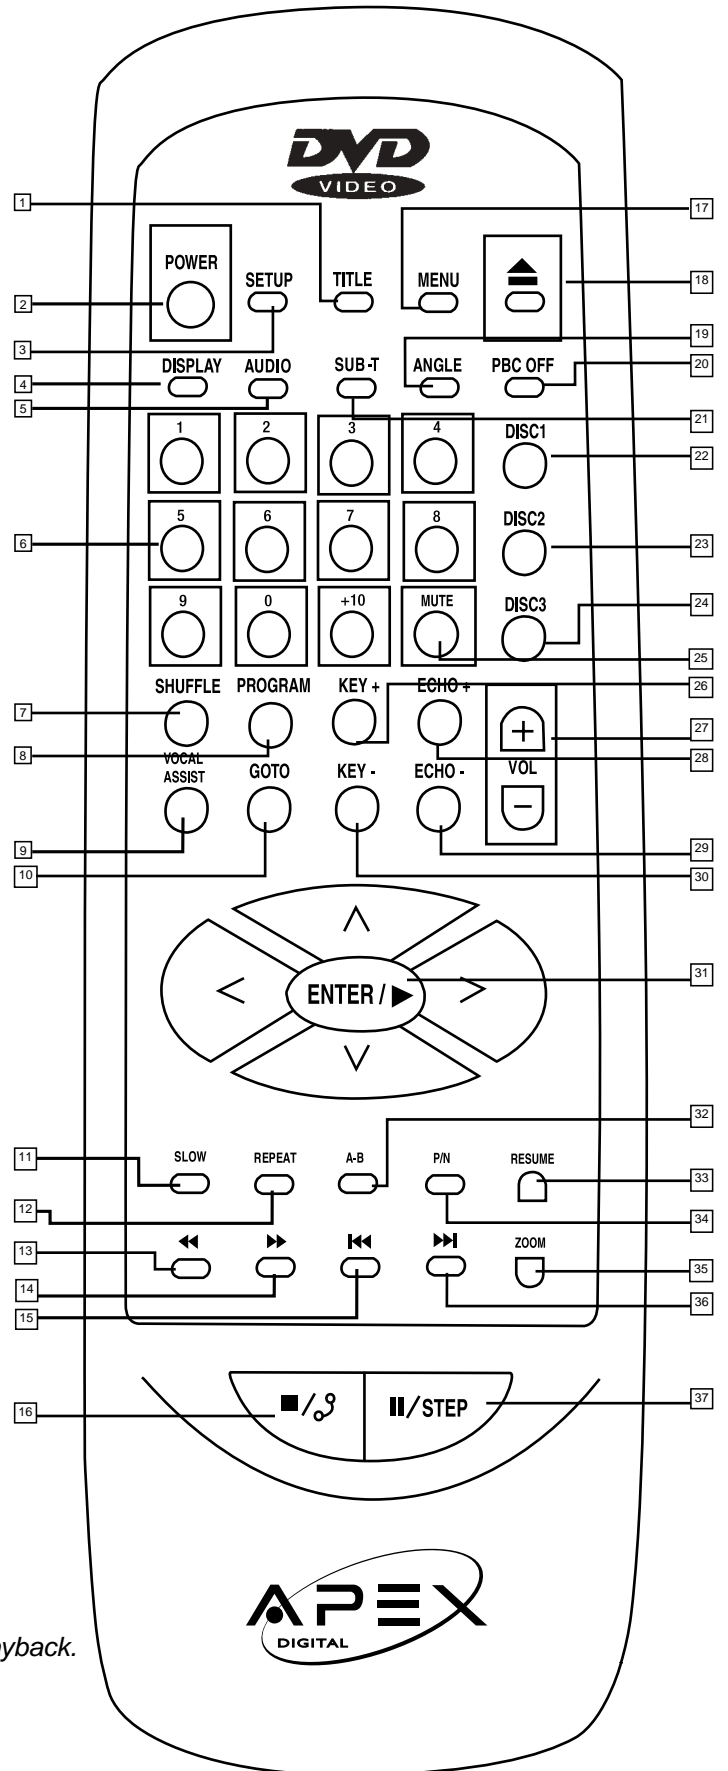 DVD
VIDEO
1
17
POWER
18
SETUP
TITLE
MENU
2
3
19
20
DISPLAY
AUDIO
SUB-T
ANGLE
PBC OFF
4
5
21
1
2
3
4
DISC1
22
5
6
7
8
DISC2
6
23
9
0
+10
MUTE
DISC3
24
25
SHUFFLE
PROGRAM
KEY +
ECHO +
26
7
+
27
8
28
VOCAL
ASSIST
GOTO
KEY -
ECHO -
VOL
−
9
29
10
30
31
< ENTER / ▶ >
32
11
SLOW
REPEAT
A-B
P/N
RESUME
33
12
34
13
ZOOM
35
14
36
15
■/
II/STEP
37
16
APEX
DIGITAL
yback.